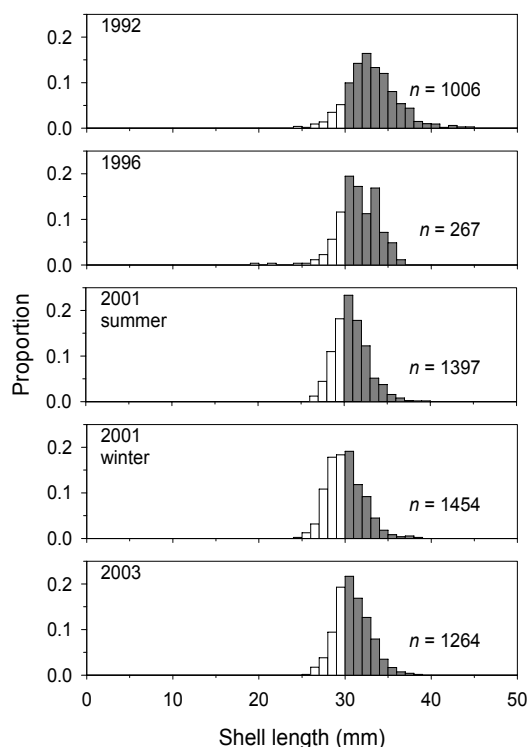 1992
0.2
0.1
0.0
n = 1006
1996
0.2
0.1
0.0
n = 267
2001
summer
0.2
0.1
0.0
n = 1397
2001
winter
0.2
0.1
0.0
n = 1454
2003
0.2
0.1
0.0
n = 1264
Proportion
0 10 20 30 40 50
Shell length (mm)